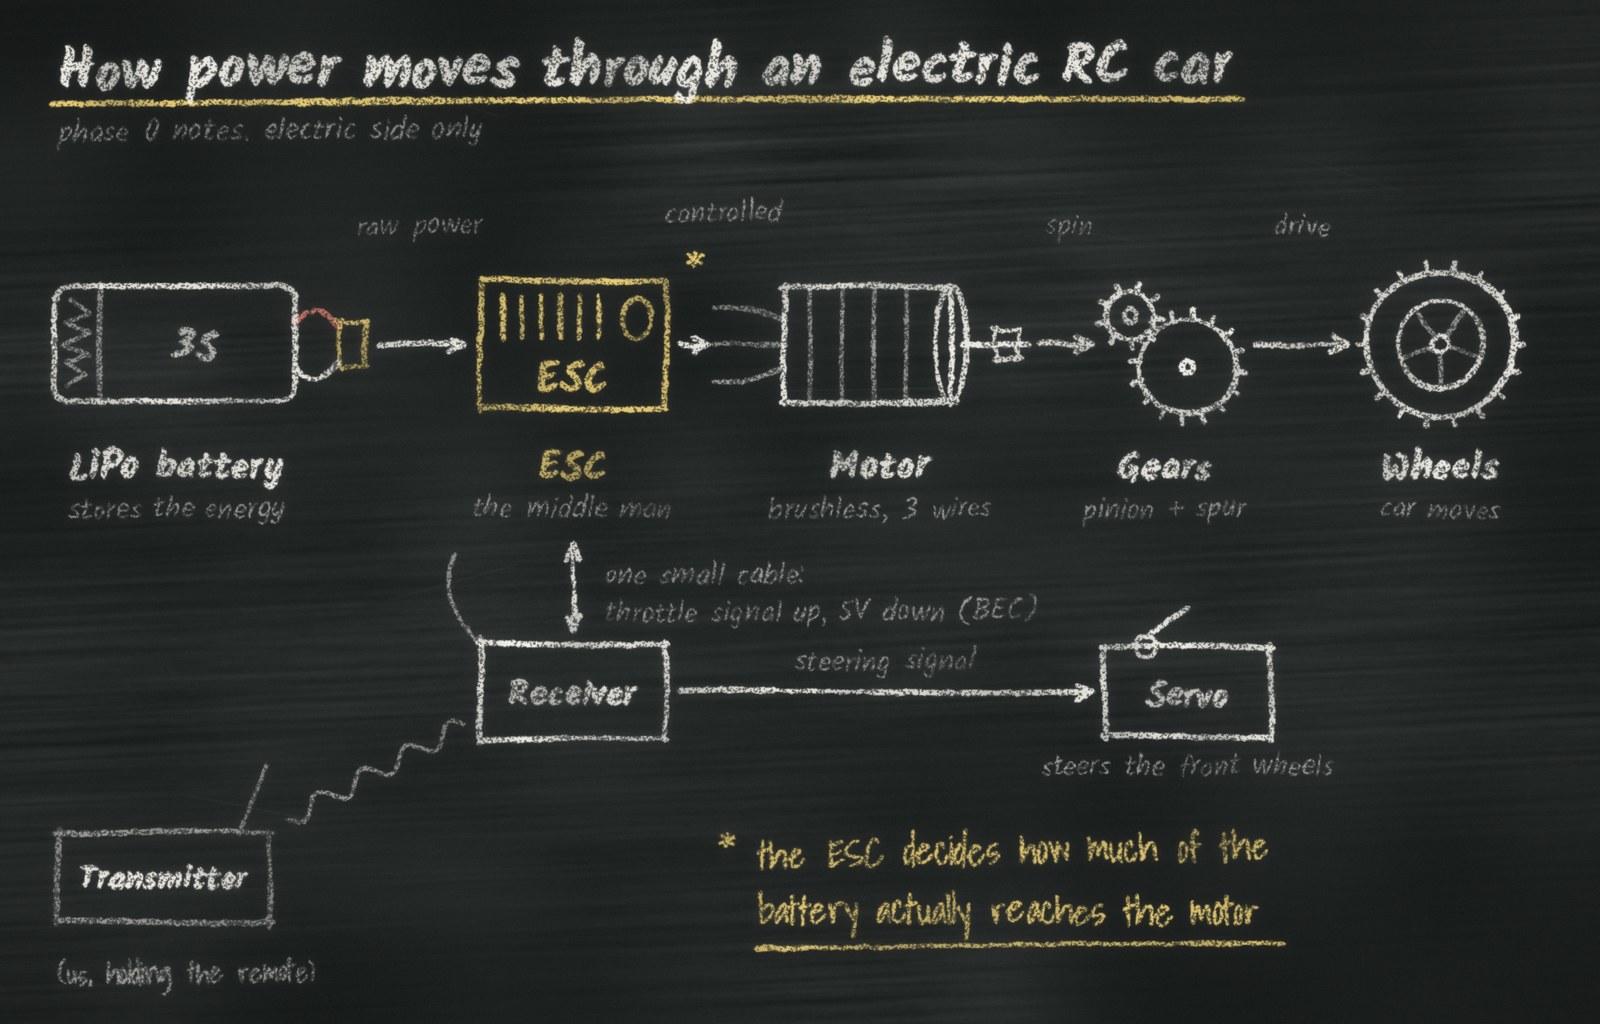 How power moves through an electric RC car
phase 0 notes. electric side only
raw power
controlled
spin
drive
*
3S
ESC
LiPo battery
ESC
Motor
Gears
Wheels
stores the energy
the middle man
brushless, 3 wires
pinion + spur
car moves
one small cable:
throttle signal up, 5V down (BEC)
steering signal
Receiver
Servo
steers the front wheels
Transmitter
(us, holding the remote)
* the ESC decides how much of the
battery actually reaches the motor